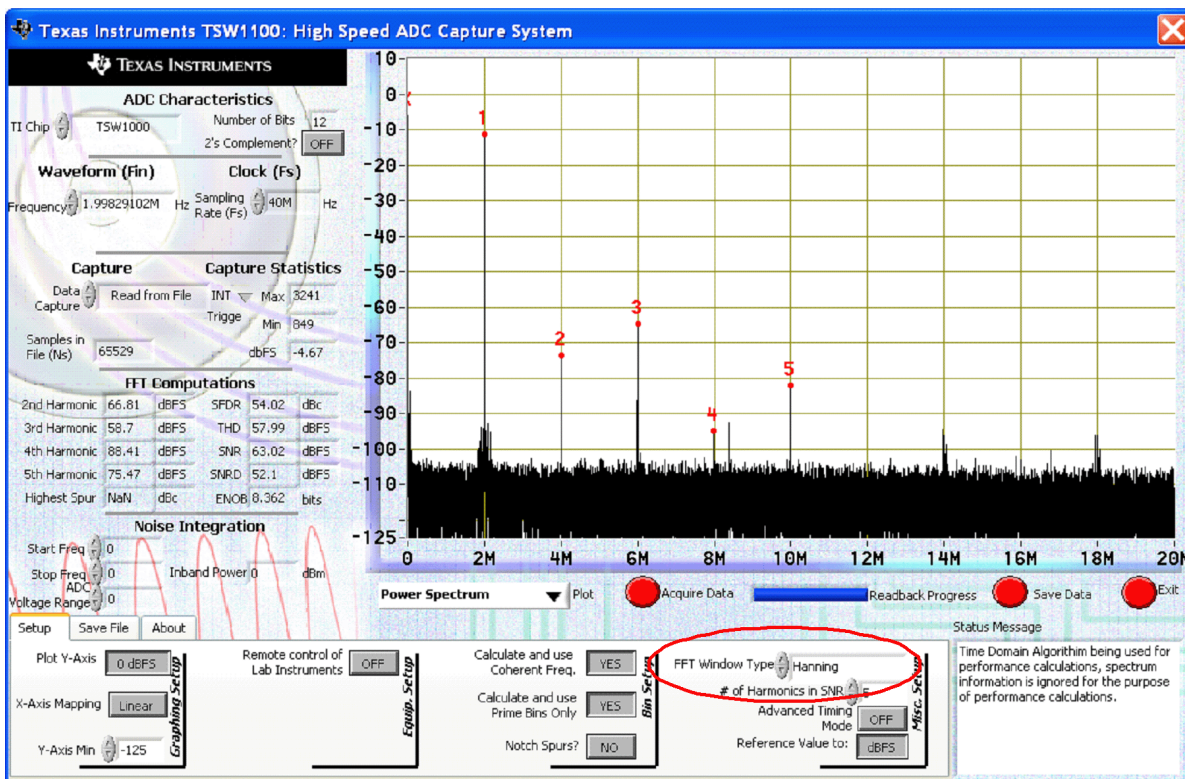 Texas Instruments TSW1100: High Speed ADC Capture System
TEXAS INSTRUMENTS
ADC Characteristics
TI Chip TSW1000 Number of Bits 12
2's Complement? OFF
Waveform (Fin) Clock (Fs)
Frequency 1.99829102M Hz Sampling Rate (Fs) 40M Hz
Capture Capture Statistics
Data Capture Read from File INT Max 3241
Trigge Min 849
Samples in File (Ns) 65529 dbFS -4.67
FFT Computations
2nd Harmonic 66.81 dBFS SFDR 54.02 dBc
3rd Harmonic 58.7 dBFS THD 57.99 dBFS
4th Harmonic 88.41 dBFS SNR 63.02 dBFS
5th Harmonic 75.47 dBFS SNRD 52.1 dBFS
Highest Spur NaN dBc ENOB 8.362 bits
Noise Integration
Start Freq 0
Stop Freq 0 Inband Power 0 dBm
ADC Voltage Range 0
10
0
-10
-20
-30
-40
-50
-60
-70
-80
-90
-100
-110
-125
1
2
3
4
5
0 2M 4M 6M 8M 10M 12M 14M 16M 18M 20M
Power Spectrum Plot Acquire Data Readback Progress Save Data Exit
Setup Save File About
Plot Y-Axis 0 dBFS
X-Axis Mapping Linear
Y-Axis Min -125
Graphing Setup
Remote control of Lab Instruments OFF
Equip. Setup
Calculate and use Coherent Freq. YES
Calculate and use Prime Bins Only YES
Notch Spurs? NO
Bin Setup
FFT Window Type Hanning
# of Harmonics in SNR
Advanced Timing Mode OFF
Reference Value to: dBFS
Misc. Setup
Status Message
Time Domain Algorithim being used for
performance calculations, spectrum
information is ignored for the purpose
of performance calculations.